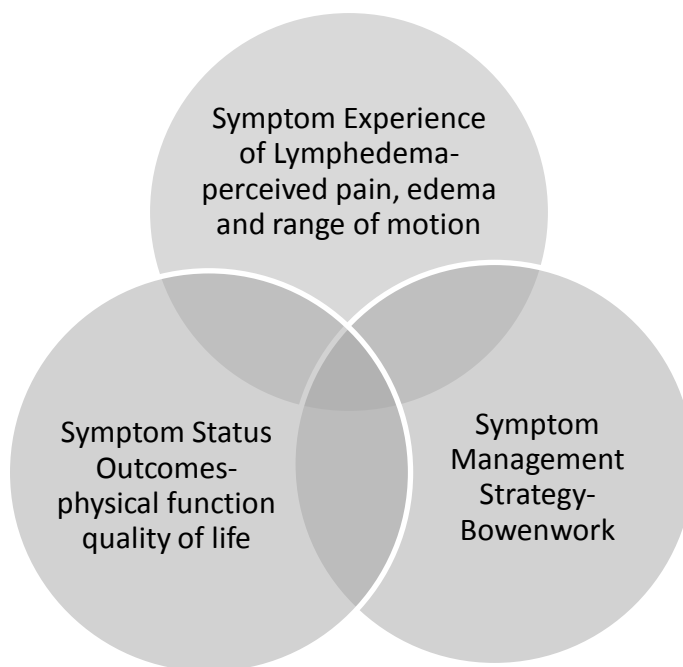 Symptom Experience
of Lymphedema-
perceived pain, edema
and range of motion
Symptom Status
Outcomes-
physical function
quality of life
Symptom
Management
Strategy-
Bowenwork